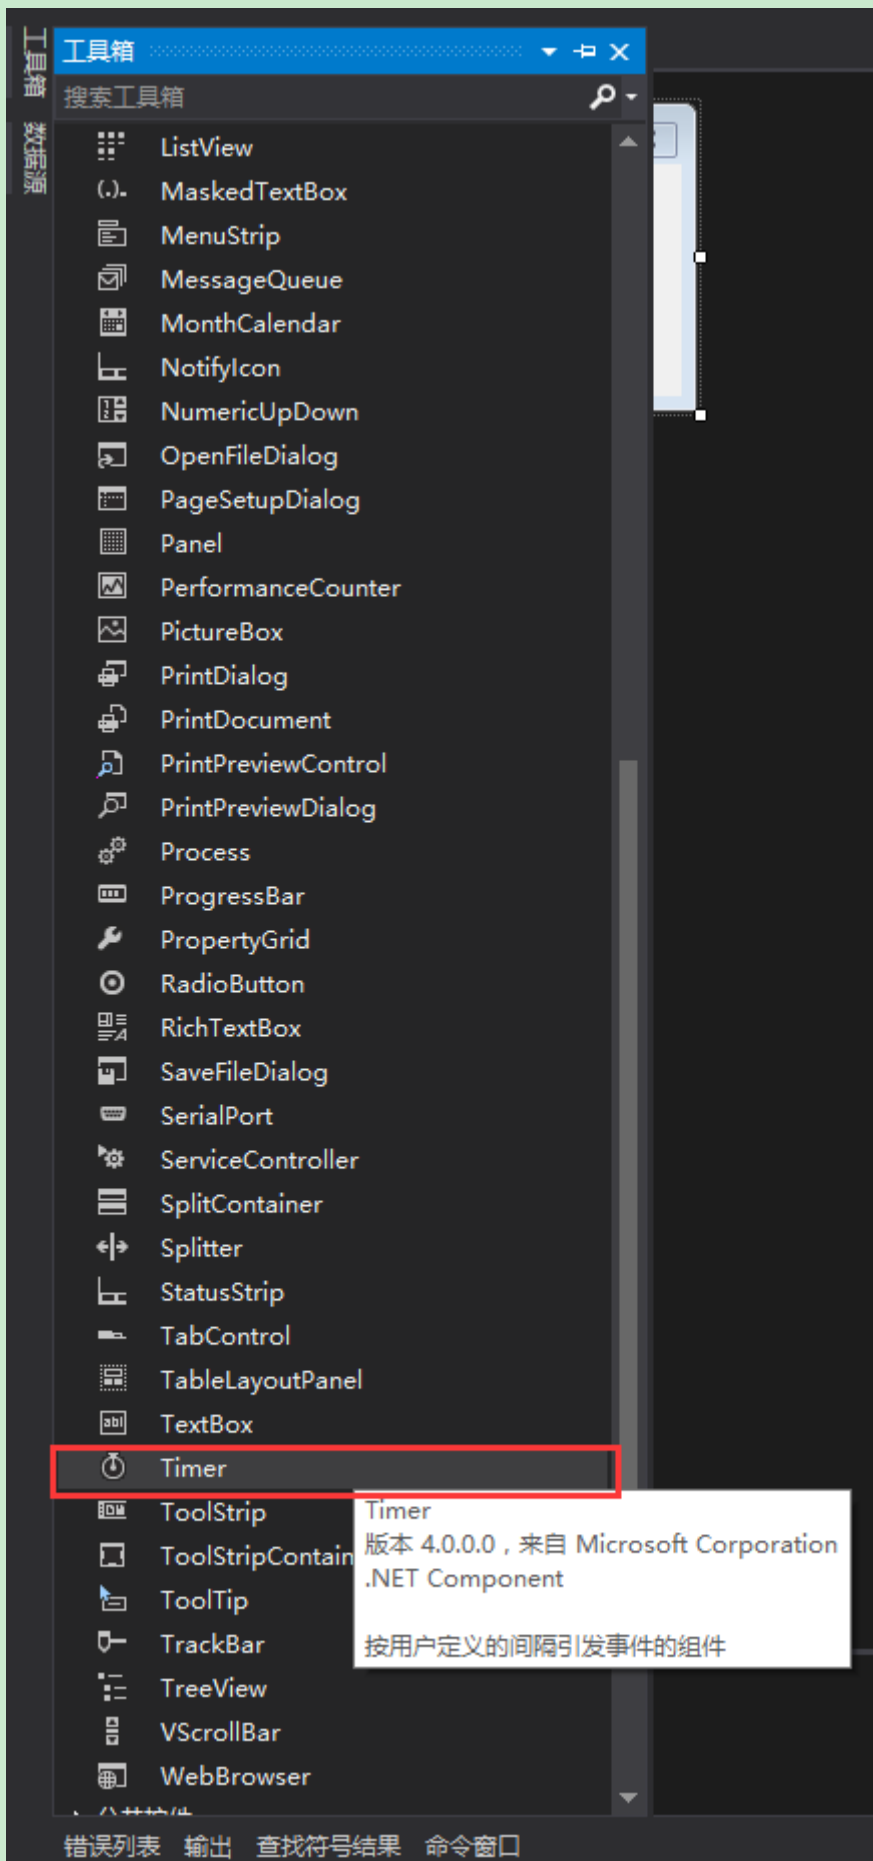 工具箱
数据源
工具箱
搜索工具箱
ListView
MaskedTextBox
MenuStrip
MessageQueue
MonthCalendar
NotifyIcon
NumericUpDown
OpenFileDialog
PageSetupDialog
Panel
PerformanceCounter
PictureBox
PrintDialog
PrintDocument
PrintPreviewControl
PrintPreviewDialog
Process
ProgressBar
PropertyGrid
RadioButton
RichTextBox
SaveFileDialog
SerialPort
ServiceController
SplitContainer
Splitter
StatusStrip
TabControl
TableLayoutPanel
TextBox
Timer
ToolStrip
ToolStripContain
ToolTip
TrackBar
TreeView
VScrollBar
WebBrowser
Timer
版本 4.0.0.0，来自 Microsoft Corporation
.NET Component
按用户定义的间隔引发事件的组件
错误列表 输出 查找符号结果 命令窗口